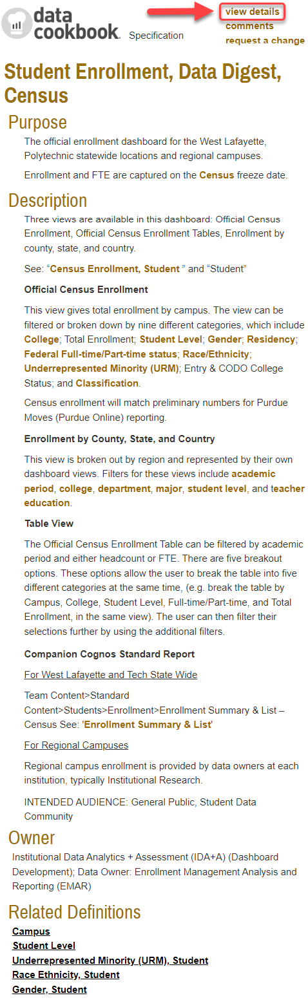 data
cookbook.
Specification
view details
comments
request a change
Student Enrollment, Data Digest,
Census
Purpose
The official enrollment dashboard for the West Lafayette,
Polytechnic statewide locations and regional campuses.
Enrollment and FTE are captured on the Census freeze date.
Description
Three views are available in this dashboard: Official Census
Enrollment, Official Census Enrollment Tables, Enrollment by
county, state, and country.
See: “Census Enrollment, Student ” and “Student”
Official Census Enrollment
This view gives total enrollment by campus. The view can be
filtered or broken down by nine different categories, which include
College; Total Enrollment; Student Level; Gender; Residency;
Federal Full-time/Part-time status; Race/Ethnicity;
Underrepresented Minority (URM); Entry & CODO College
Status; and Classification.
Census enrollment will match preliminary numbers for Purdue
Moves (Purdue Online) reporting.
Enrollment by County, State, and Country
This view is broken out by region and represented by their own
dashboard views. Filters for these views include academic
period, college, department, major, student level, and teacher
education.
Table View
The Official Census Enrollment Table can be filtered by academic
period and either headcount or FTE. There are five breakout
options. These options allow the user to break the table into five
different categories at the same time, (e.g. break the table by
Campus, College, Student Level, Full-time/Part-time, and Total
Enrollment, in the same view). The user can then filter their
selections further by using the additional filters.
Companion Cognos Standard Report
For West Lafayette and Tech State Wide
Team Content>Standard
Content>Students>Enrollment>Enrollment Summary & List –
Census See: 'Enrollment Summary & List'
For Regional Campuses
Regional campus enrollment is provided by data owners at each
institution, typically Institutional Research.
INTENDED AUDIENCE: General Public, Student Data
Community
Owner
Institutional Data Analytics + Assessment (IDA+A) (Dashboard
Development); Data Owner: Enrollment Management Analysis and
Reporting (EMAR)
Related Definitions
Campus
Student Level
Underrepresented Minority (URM), Student
Race Ethnicity, Student
Gender, Student